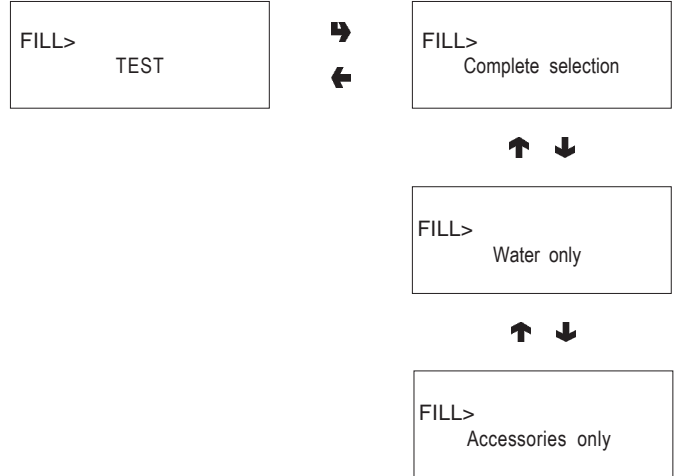 FILL>
TEST
FILL>
Complete selection
FILL>
Water only
FILL>
Accessories only